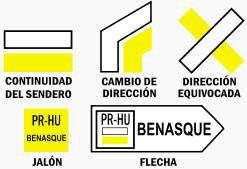 CONTINUIDAD
DEL SENDERO
CAMBIO DE
DIRECCIÓN
DIRECCIÓN
EQUIVOCADA
PR-HU
BENASQUE
JALÓN
PR-HU
BENASQUE
FLECHA